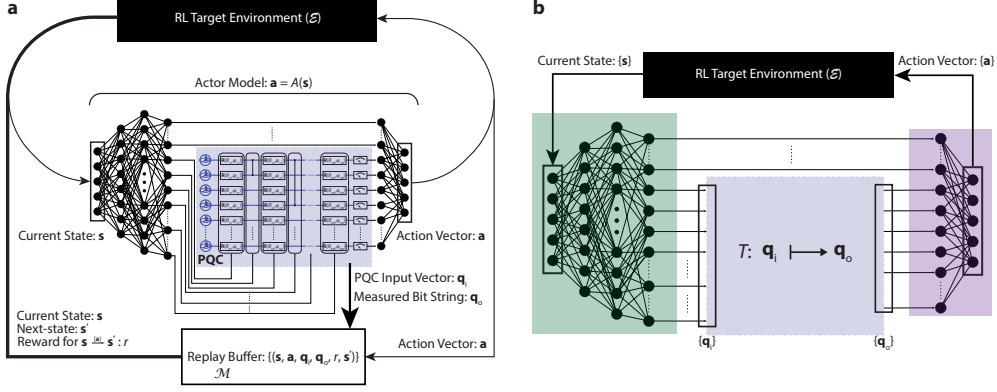 a
RL Target Environment (ℰ)
Actor Model: a = A(s)
Current State: s
Action Vector: a
PQC
PQC Input Vector: qi
Measured Bit String: qo
Current State: s
Next-state: s′
Reward for s [a]→ s′ : r
Replay Buffer: {(s, a, qi, qo, r, s′)}
ℳ
Action Vector: a
b
Current State: {s}
RL Target Environment (ℰ)
Action Vector: {a}
T: qi ⟼ qo
{qi}
{qo}